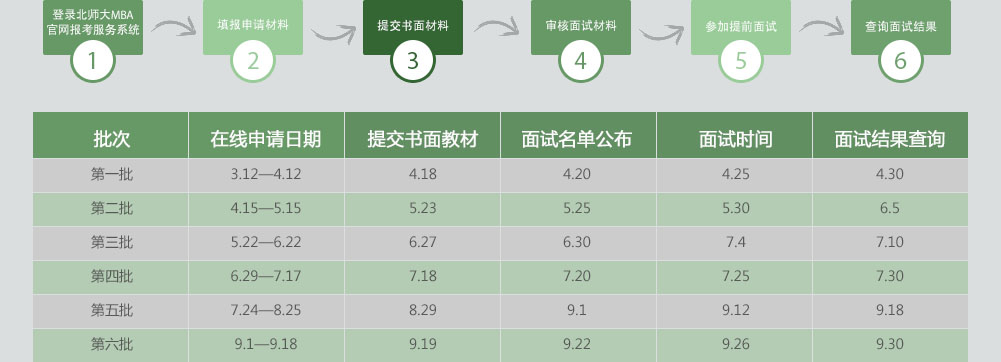 登录北师大MBA
官网报考服务系统
填报申请材料
提交书面材料
审核面试材料
参加提前面试
查询面试结果
1 2 3 4 5 6
批次 在线申请日期 提交书面教材 面试名单公布 面试时间 面试结果查询
第一批 3.12—4.12 4.18 4.20 4.25 4.30
第二批 4.15—5.15 5.23 5.25 5.30 6.5
第三批 5.22—6.22 6.27 6.30 7.4 7.10
第四批 6.29—7.17 7.18 7.20 7.25 7.30
第五批 7.24—8.25 8.29 9.1 9.12 9.18
第六批 9.1—9.18 9.19 9.22 9.26 9.30